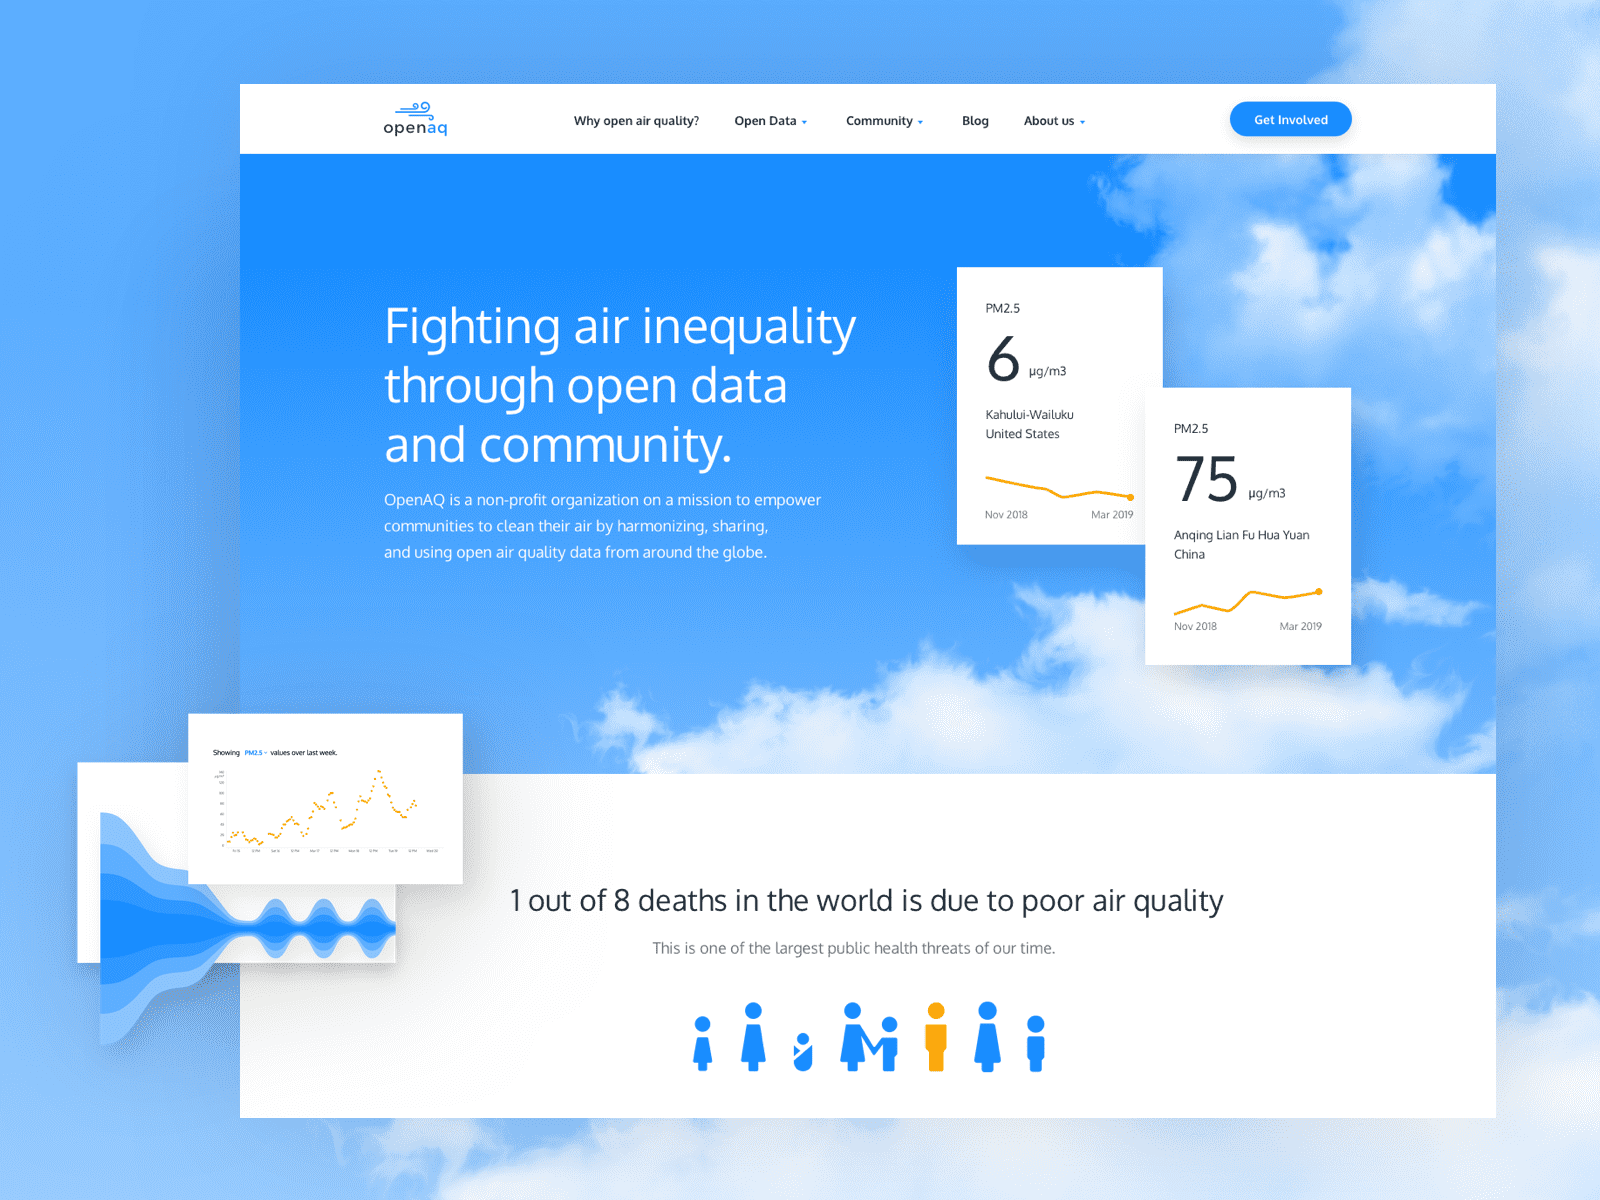 openaq
Why open air quality?
Open Data
Community
Blog
About us
Get Involved
Fighting air inequality
through open data
and community.
OpenAQ is a non-profit organization on a mission to empower
communities to clean their air by harmonizing, sharing,
and using open air quality data from around the globe.
PM2.5
6 µg/m3
Kahului-Wailuku
United States
Nov 2018 Mar 2019
PM2.5
75 µg/m3
Anqing Lian Fu Hua Yuan
China
Nov 2018 Mar 2019
Showing PM2.5 values over last week.
1 out of 8 deaths in the world is due to poor air quality
This is one of the largest public health threats of our time.